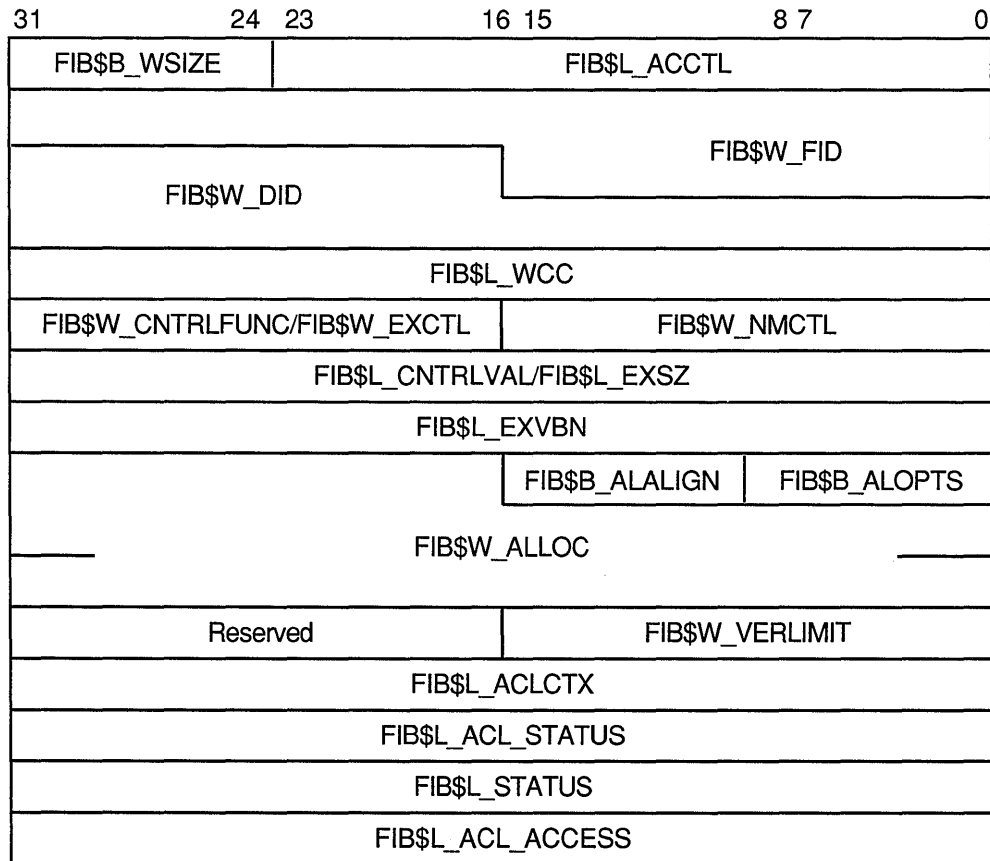 31 24 23 16 15 8 7 0
FIB$B_WSIZE FIB$L_ACCTL
FIB$W_FID
FIB$W_DID
FIB$L_WCC
FIB$W_CNTRLFUNC/FIB$W_EXCTL FIB$W_NMCTL
FIB$L_CNTRLVAL/FIB$L_EXSZ
FIB$L_EXVBN
FIB$B_ALALIGN FIB$B_ALOPTS
FIB$W_ALLOC
Reserved FIB$W_VERLIMIT
FIB$L_ACLCTX
FIB$L_ACL_STATUS
FIB$L_STATUS
FIB$L_ACL_ACCESS